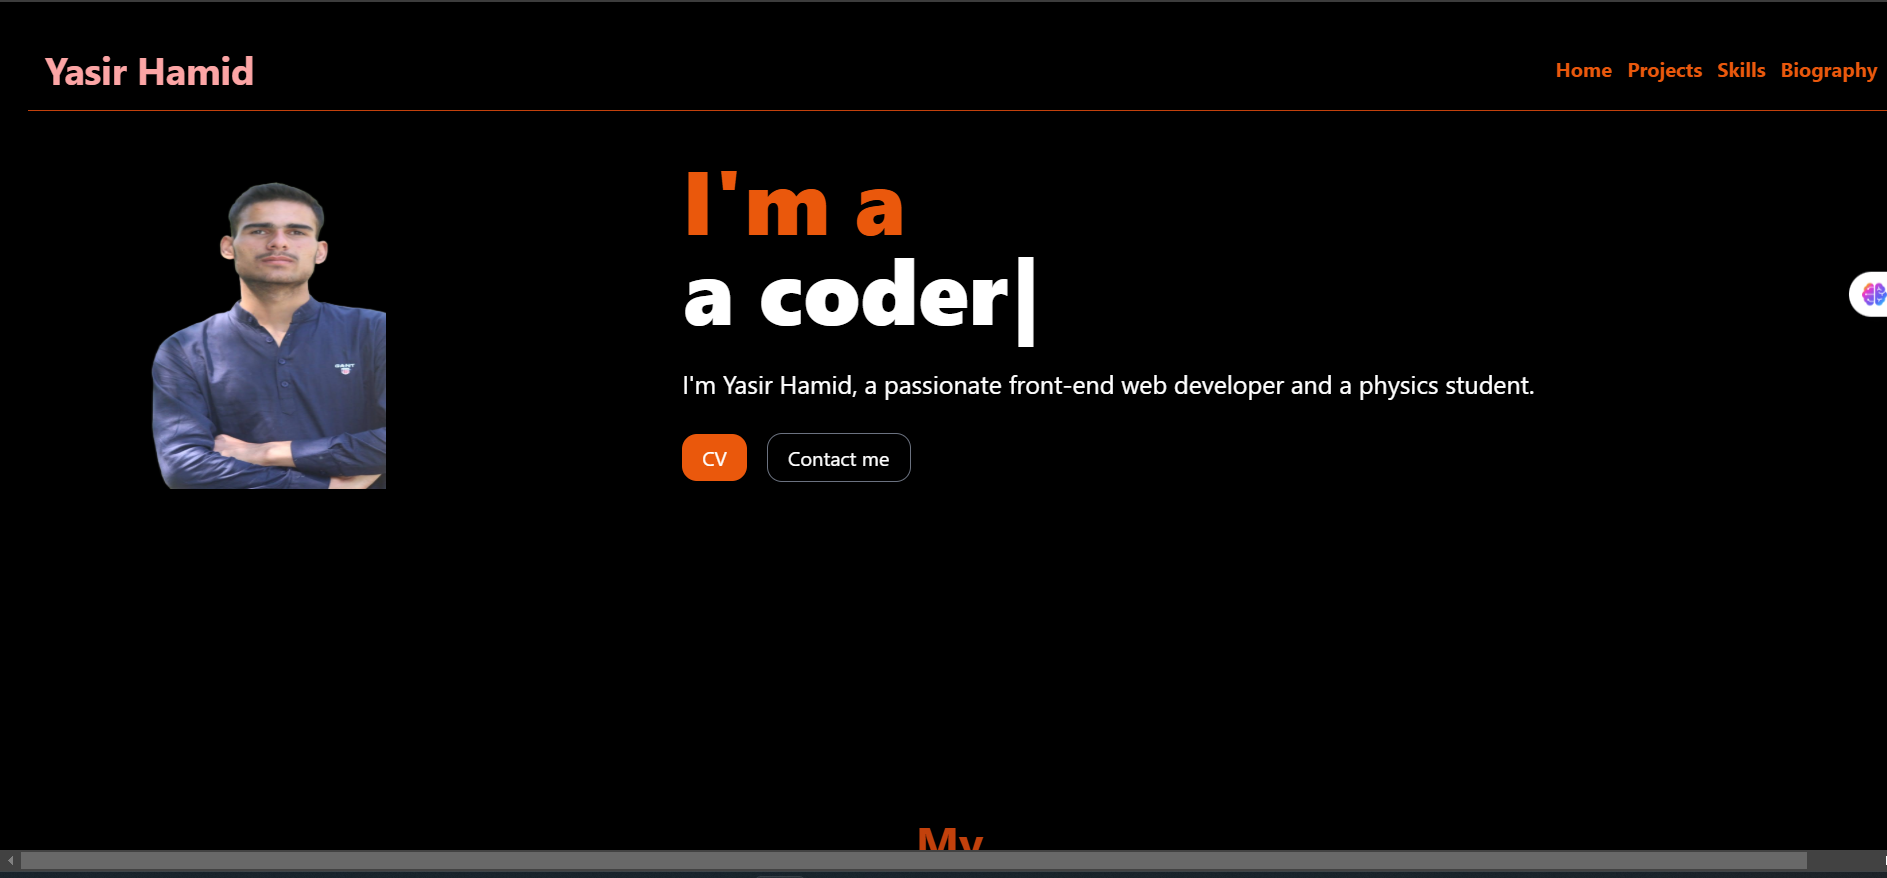 Yasir Hamid
Home Projects Skills Biography
I'm a
a coder|
I'm Yasir Hamid, a passionate front-end web developer and a physics student.
CV Contact me
GANT
My